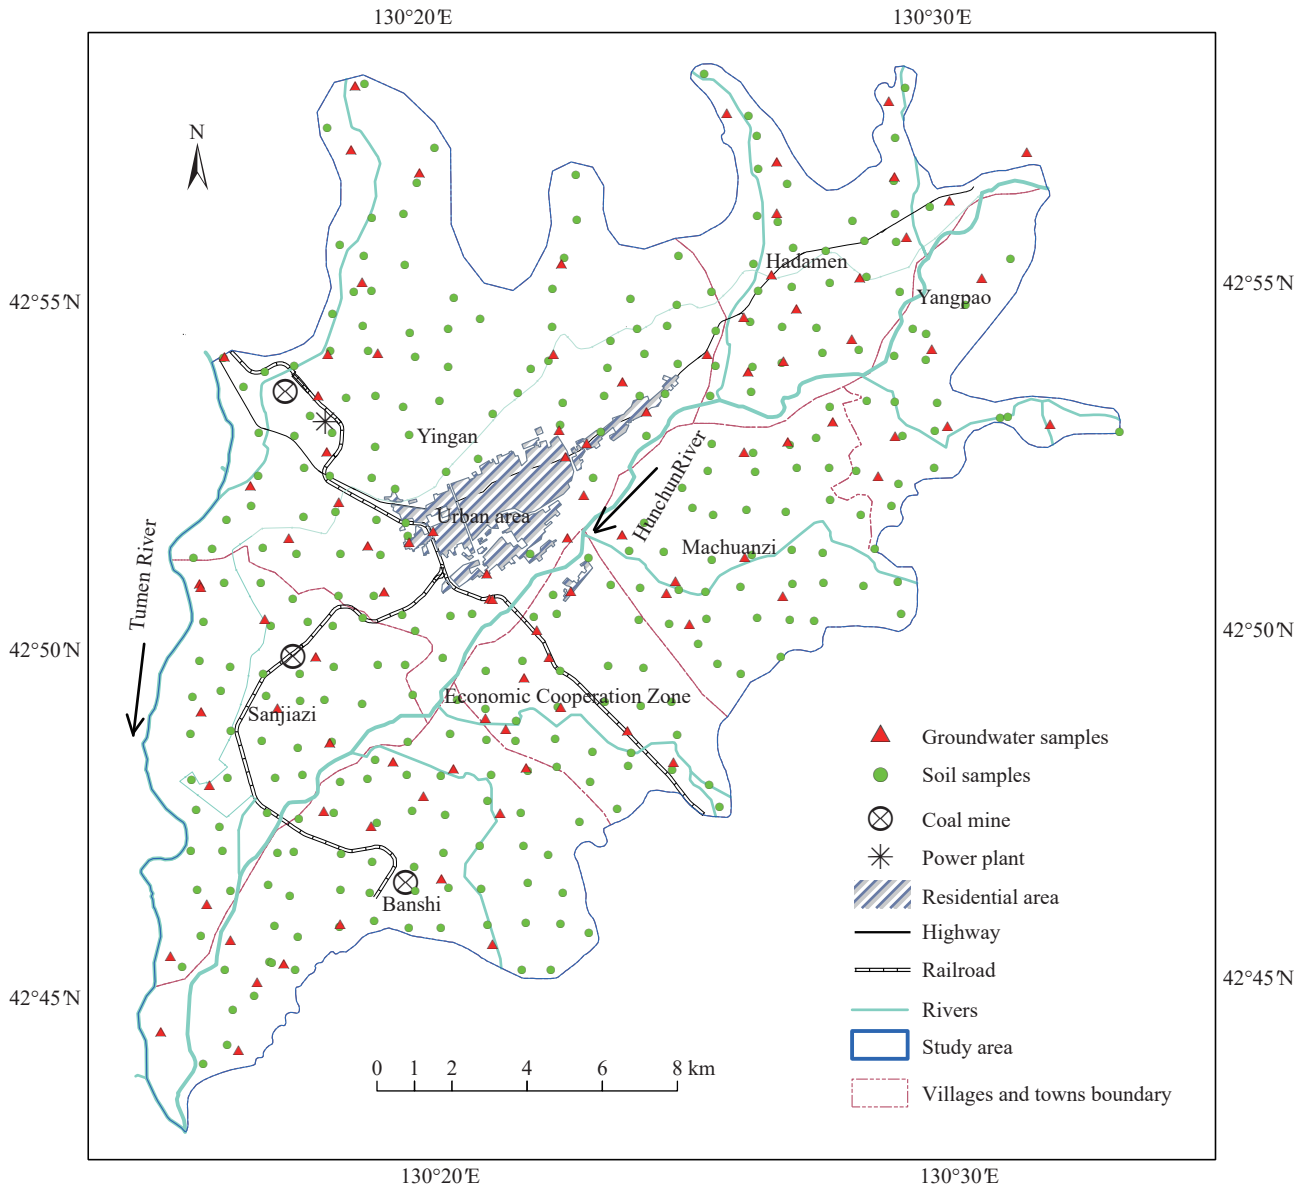 130°20′E 130°30′E
N
Hadamen
42°55′N 42°55′N
Yangpao
Yingan
HunchunRiver
Urban area
Machuanzi
Tumen River
42°50′N 42°50′N
Economic Cooperation Zone
Sanjiazi
Groundwater samples
Soil samples
Coal mine
Power plant
Residential area
Banshi
Highway
Railroad
42°45′N 42°45′N
Rivers
Study area
0 1 2 4 6 8 km
Villages and towns boundary
130°20′E 130°30′E